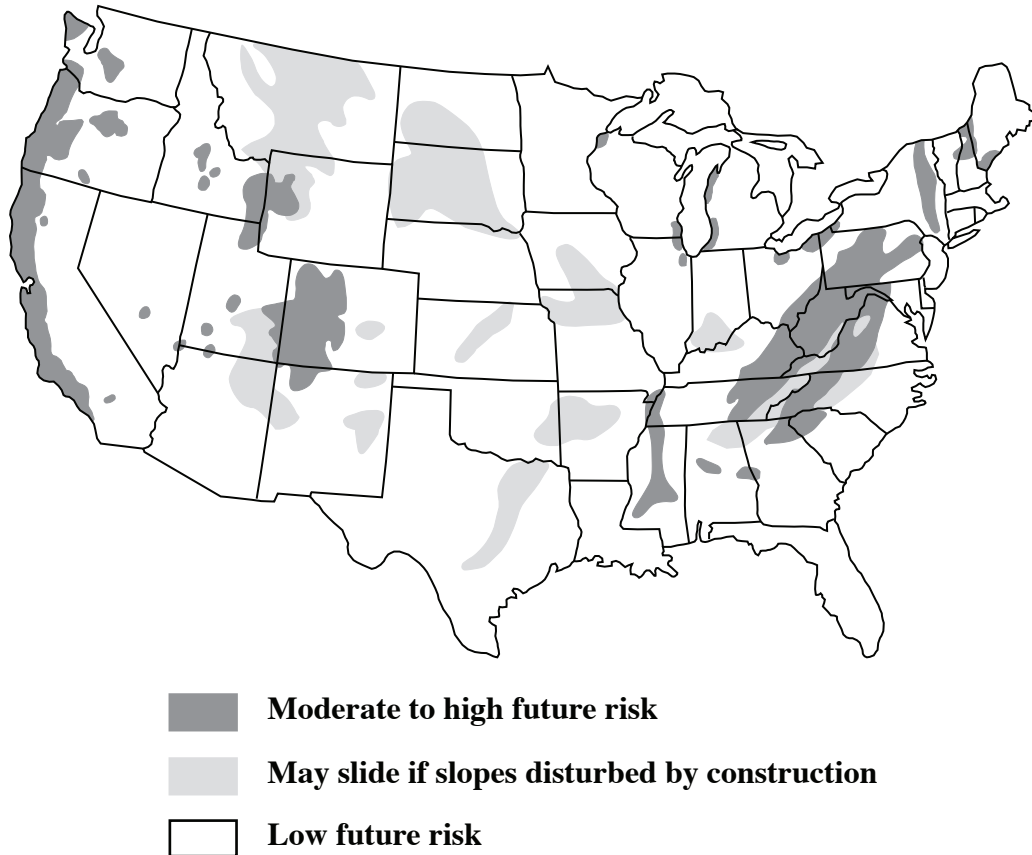 Moderate to high future risk
May slide if slopes disturbed by construction
Low future risk